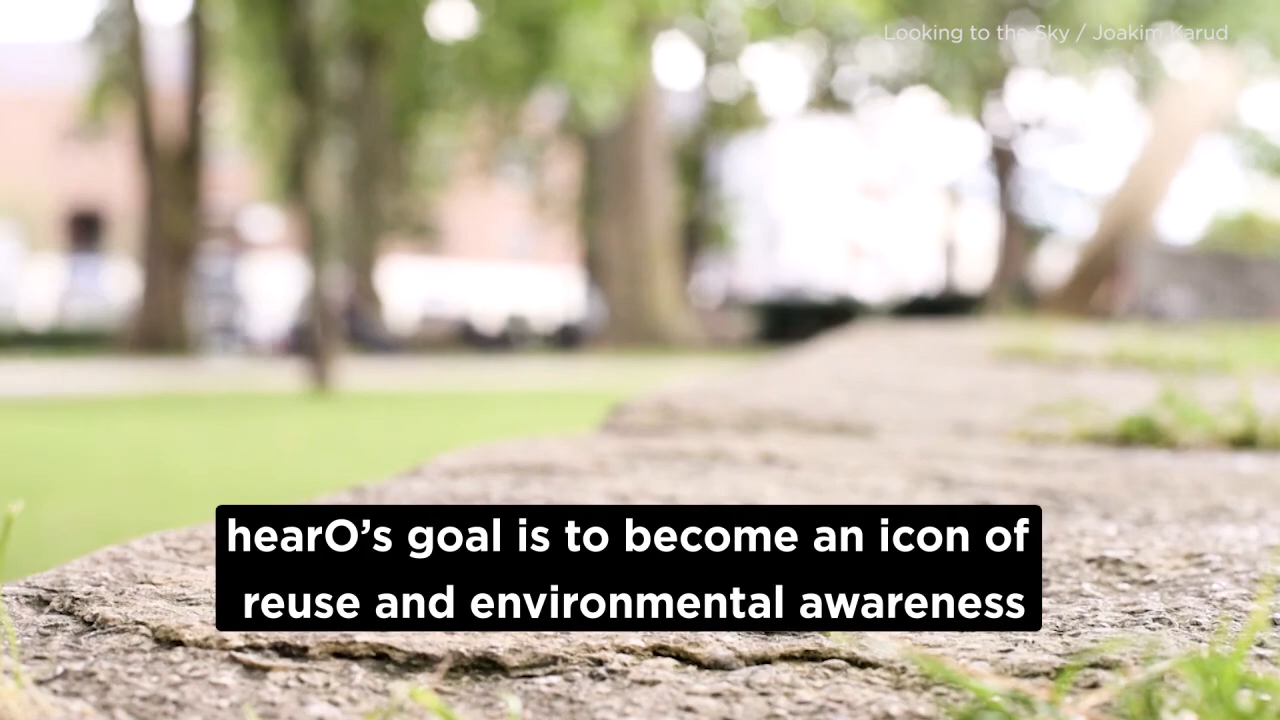 Looking to the Sky / Joakim Karud
hearO’s goal is to become an icon of
reuse and environmental awareness